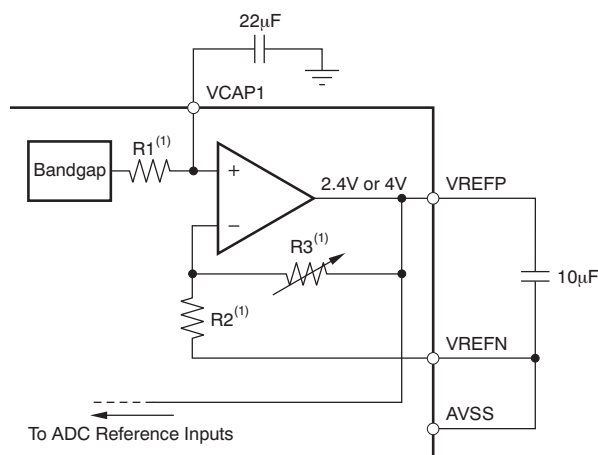 22μF
VCAP1
R1(1)
Bandgap
+
2.4V or 4V
VREFP
−
R3(1)
10μF
R2(1)
VREFN
AVSS
To ADC Reference Inputs